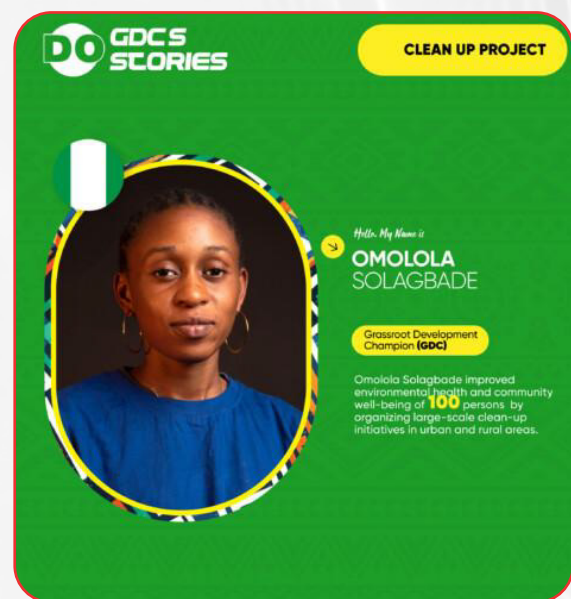 DO GDCS
STORIES
CLEAN UP PROJECT
Hello, My Name is
OMOLOLA
SOLAGBADE
Grassroot Development
Champion (GDC)
Omolola Solagbade improved
environmental health and community
well-being of 100 persons by
organizing large-scale clean-up
initiatives in urban and rural areas.